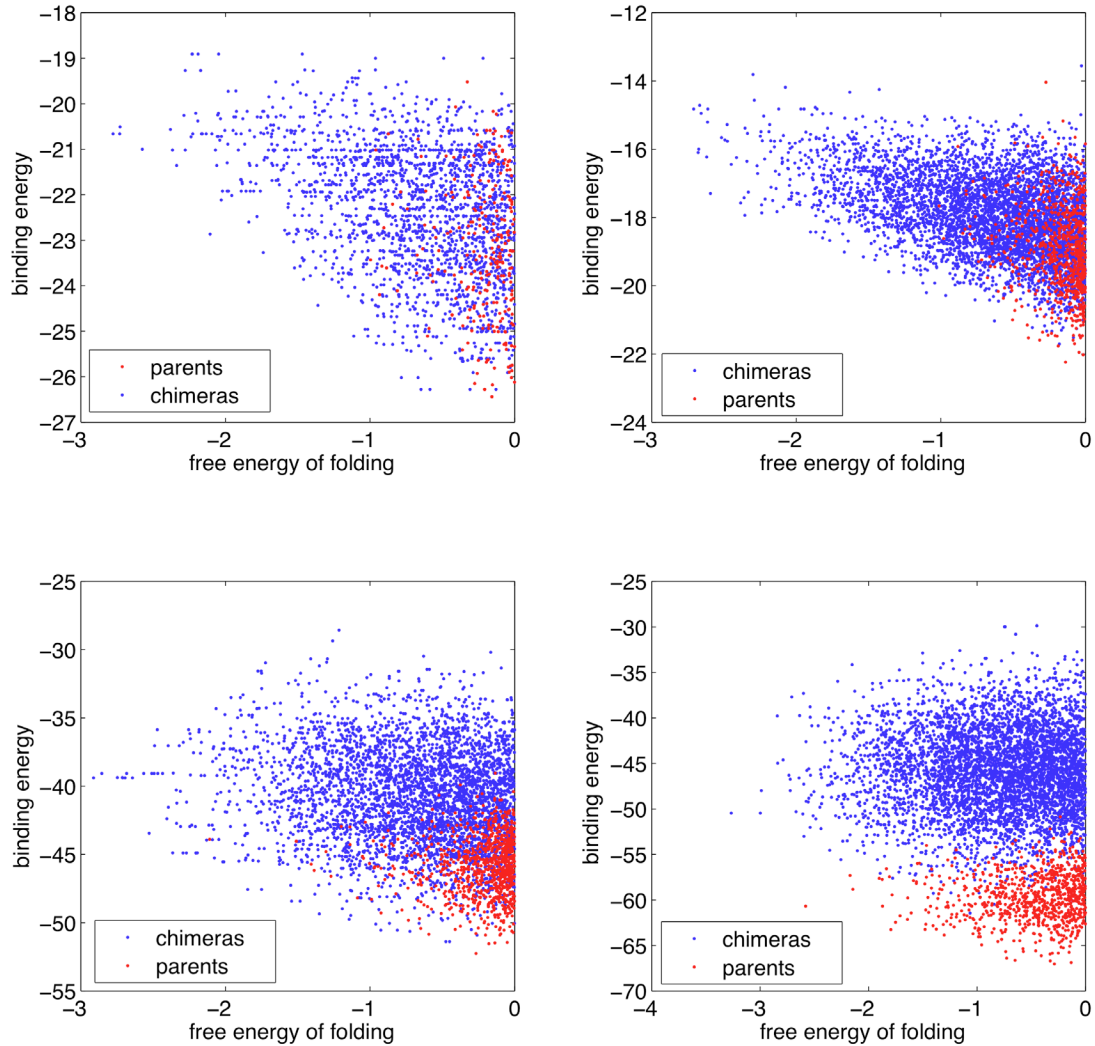 −18
−19
−20
−21
−22
−23
−24
−25
−26
−27
binding energy
parents
chimeras
−3 −2 −1 0
free energy of folding
−12
−14
−16
−18
−20
−22
−24
binding energy
chimeras
parents
−3 −2 −1 0
free energy of folding
−25
−30
−35
−40
−45
−50
−55
binding energy
chimeras
parents
−3 −2 −1 0
free energy of folding
−25
−30
−35
−40
−45
−50
−55
−60
−65
−70
binding energy
chimeras
parents
−4 −3 −2 −1 0
free energy of folding